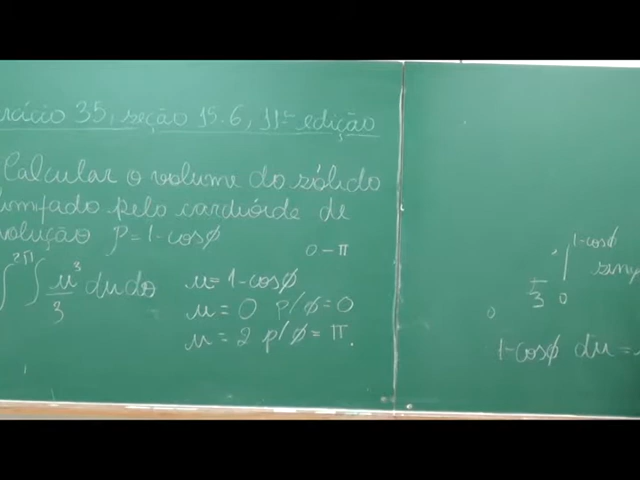 rcício 35, seção 15.6, 11ª edição
Calcular o volume do sólido
limitado pelo cardióide de
volução ρ=1-cosφ
0-π
∫ 2π ∫ u³/3 du dθ
u=1-cosφ
u=0 p/φ=0
u=2 p/φ=π.
1-cosφ
3 0
0
1-cosφ du=